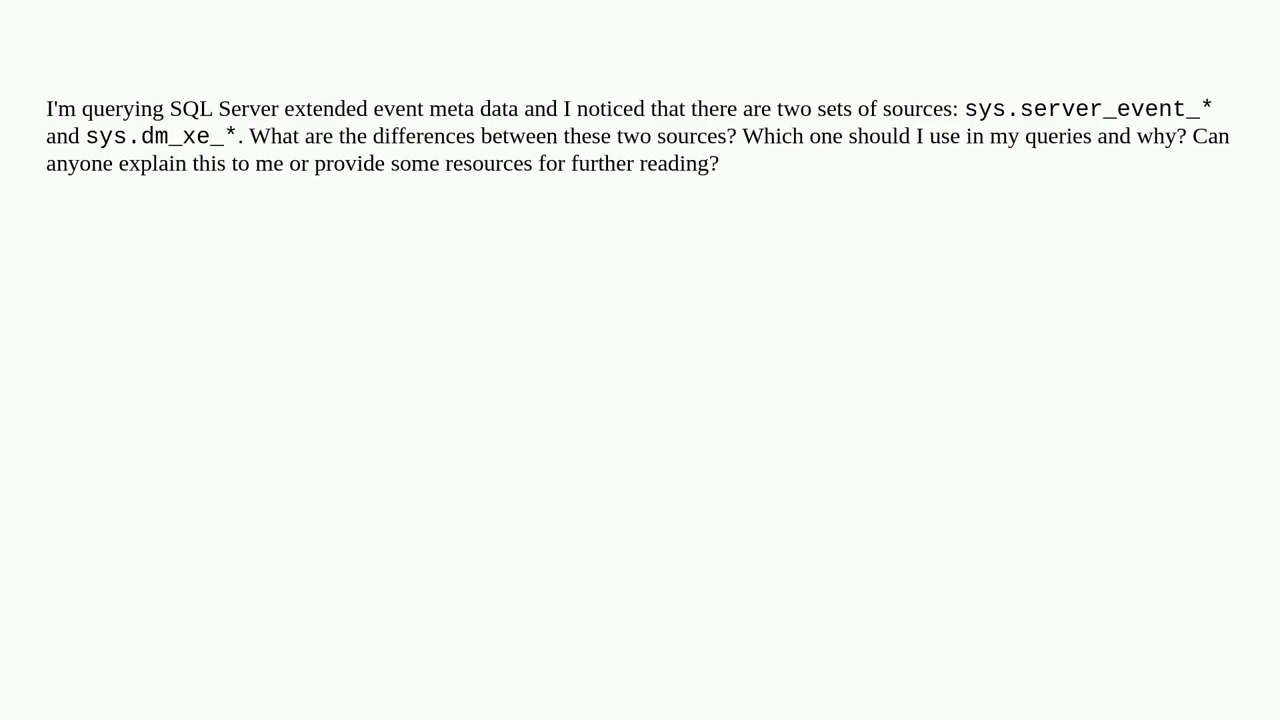 I'm querying SQL Server extended event meta data and I noticed that there are two sets of sources: sys.server_event_*
and sys.dm_xe_*. What are the differences between these two sources? Which one should I use in my queries and why? Can
anyone explain this to me or provide some resources for further reading?